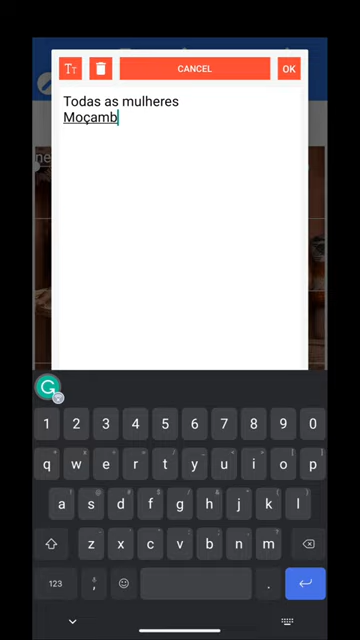 CANCEL
OK
Todas as mulheres
Moçamb
1 2 3 4 5 6 7 8 9 0
q w e r t y u i o p
a s d f g h j k l
z x c v b n m
123 .